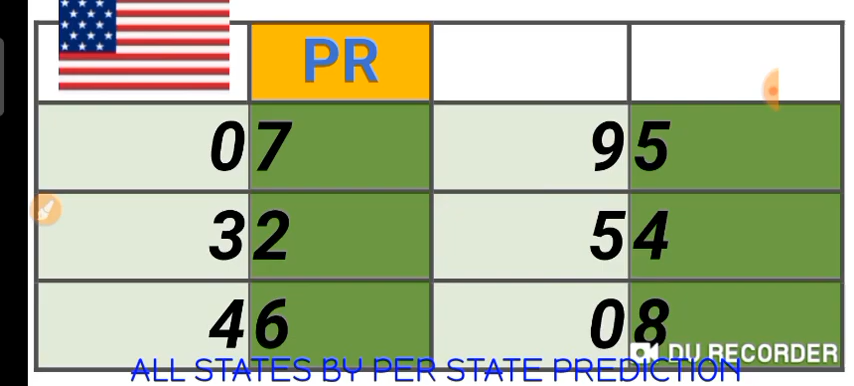 PR
07 95
32 54
46 08
DU RECORDER
ALL STATES BY PER STATE PREDICTION